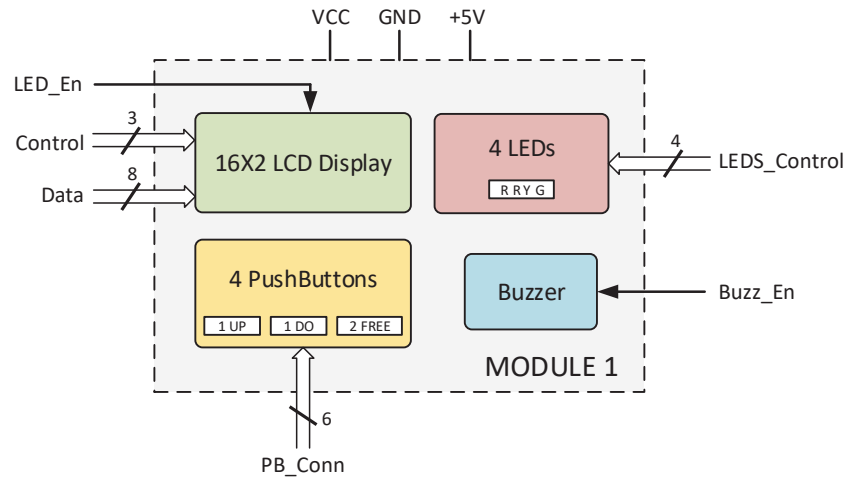 VCC GND +5V
LED_En
Control 3
Data 8
16X2 LCD Display
4 LEDs
R RY G
4 LEDS_Control
4 PushButtons
1 UP 1 DO 2 FREE
Buzzer
Buzz_En
MODULE 1
6
PB_Conn